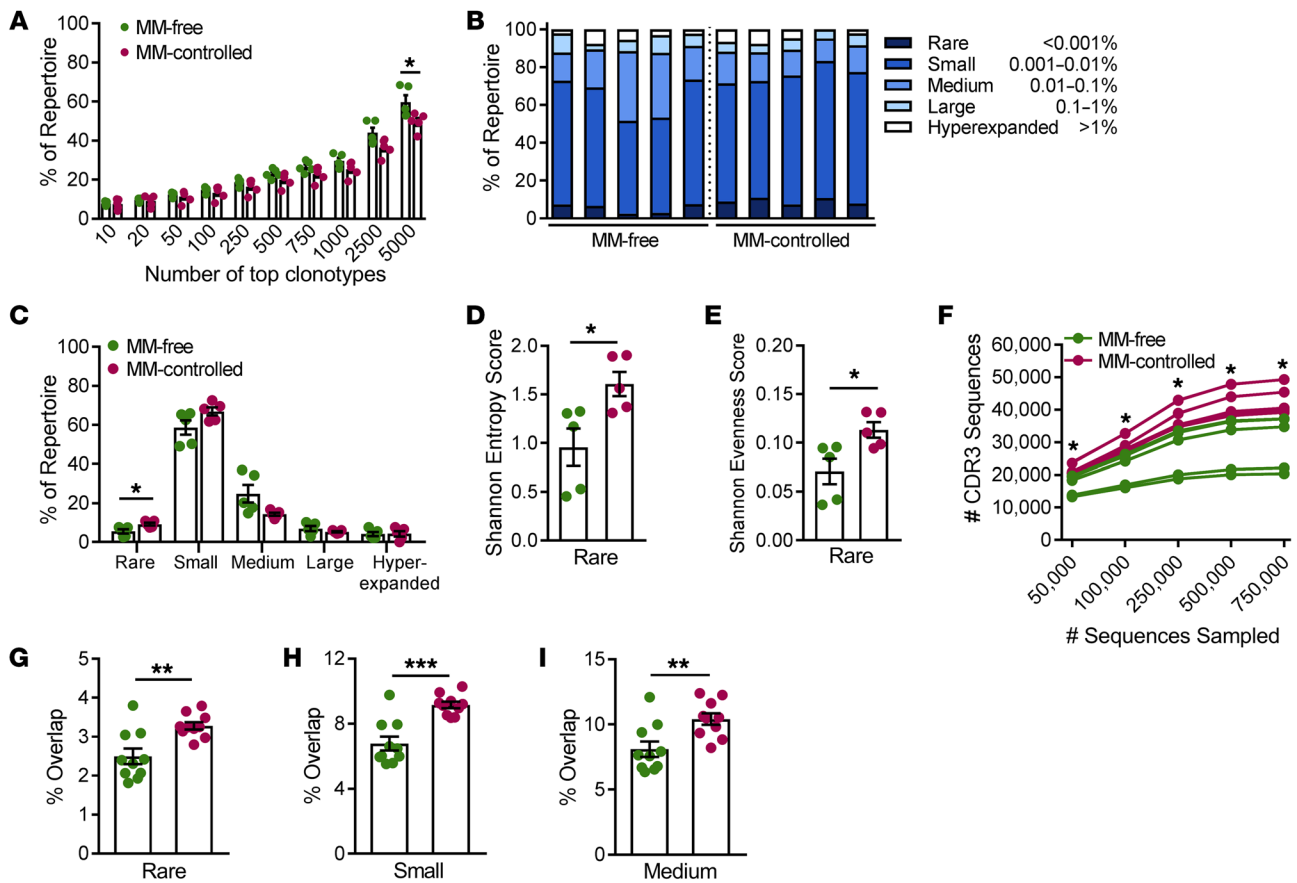 A
MM-free
MM-controlled
*
% of Repertoire
100
80
60
40
20
0
10
20
50
100
250
500
750
1000
2500
5000
Number of top clonotypes
B
% of Repertoire
100
80
60
40
20
0
MM-free
MM-controlled
Rare <0.001%
Small 0.001–0.01%
Medium 0.01–0.1%
Large 0.1–1%
Hyperexpanded >1%
C
MM-free
MM-controlled
% of Repertoire
100
80
60
40
20
0
*
Rare
Small
Medium
Large
Hyper-
expanded
D
Shannon Entropy Score
2.0
1.5
1.0
0.5
0.0
*
Rare
E
Shannon Evenness Score
0.20
0.15
0.10
0.05
0.00
*
Rare
F
MM-free
MM-controlled
# CDR3 Sequences
60,000
50,000
40,000
30,000
20,000
10,000
0
* * * * *
50,000
100,000
250,000
500,000
750,000
# Sequences Sampled
G
% Overlap
5
4
3
2
1
0
**
Rare
H
% Overlap
12
9
6
3
0
***
Small
I
% Overlap
15
10
5
0
**
Medium